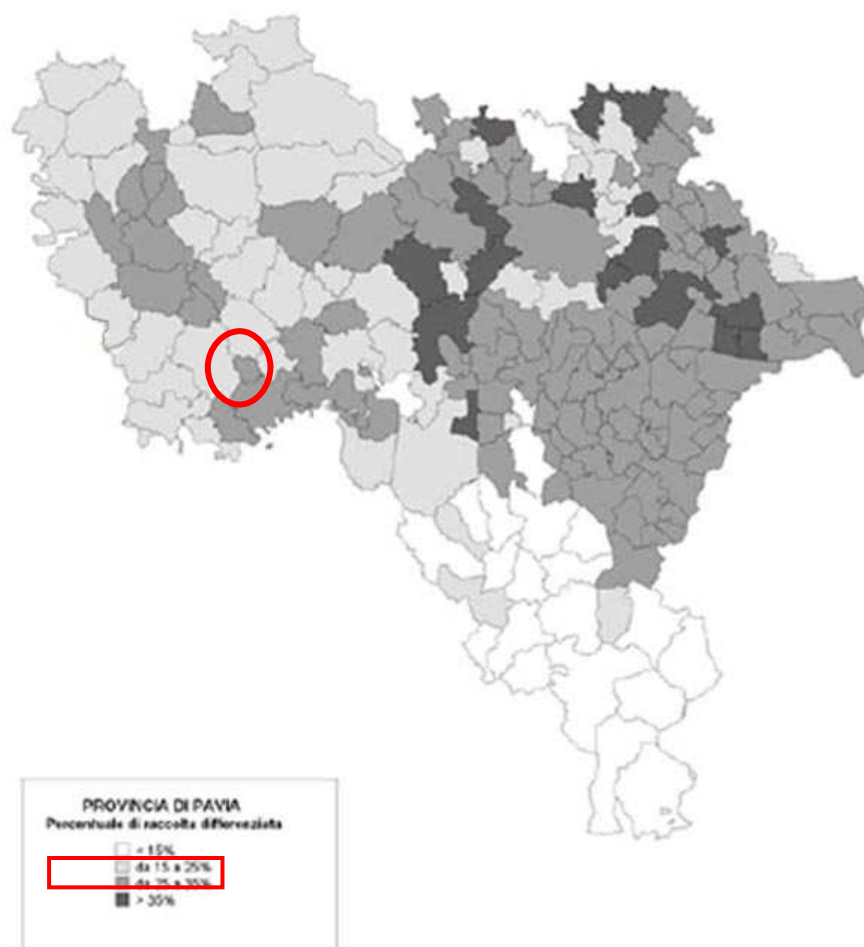 PROVINCIA DI PAVIA
Percentuale di raccolta differenziata
< 15%
da 15 a 25%
da 25 a 35%
> 35%